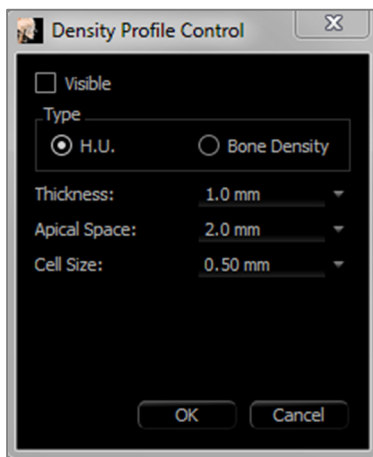 Density Profile Control
Visible
Type
H.U. Bone Density
Thickness: 1.0 mm
Apical Space: 2.0 mm
Cell Size: 0.50 mm
OK Cancel